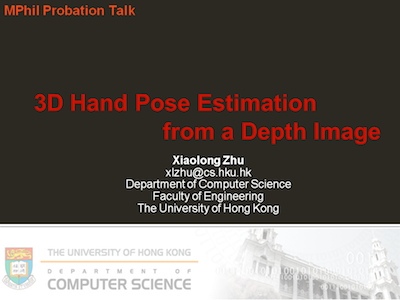 MPhil Probation Talk
3D Hand Pose Estimation
from a Depth Image
Xiaolong Zhu
xlzhu@cs.hku.hk
Department of Computer Science
Faculty of Engineering
The University of Hong Kong
THE UNIVERSITY OF HONG KONG
DEPARTMENT OF
COMPUTER SCIENCE